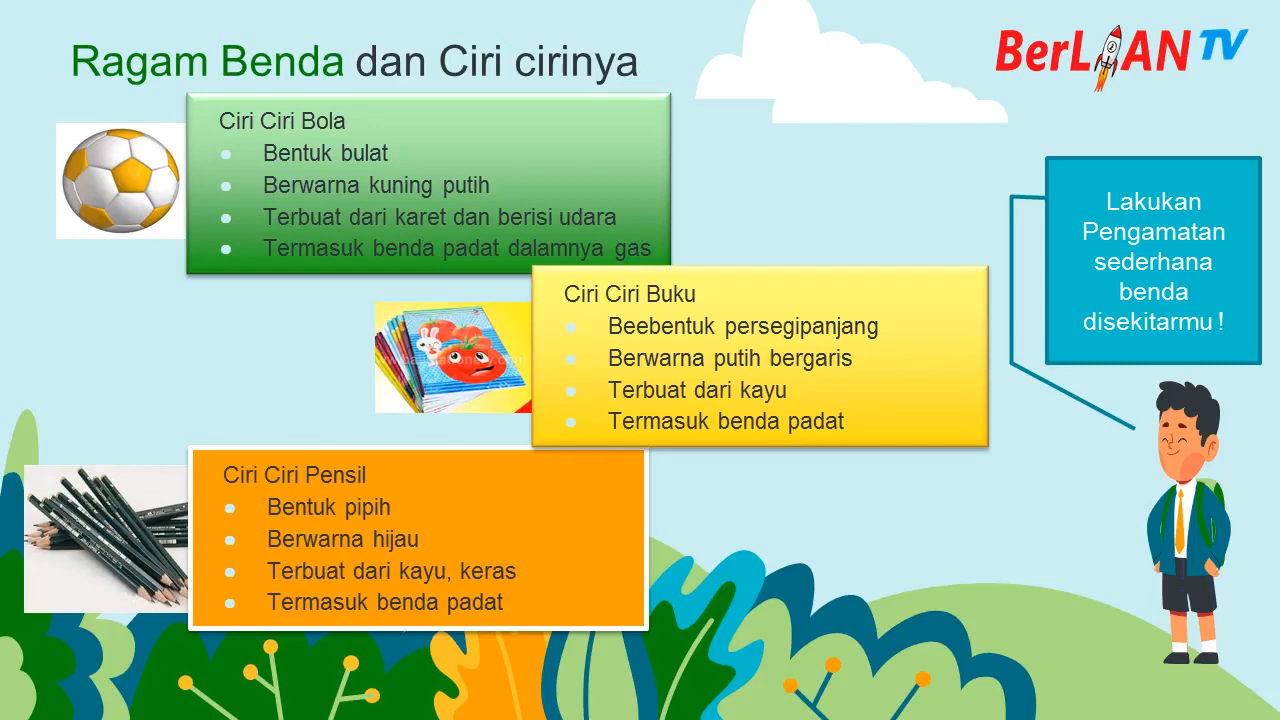 Ragam Benda dan Ciri cirinya
BerLIAN TV
Ciri Ciri Bola
Bentuk bulat
Berwarna kuning putih
Terbuat dari karet dan berisi udara
Termasuk benda padat dalamnya gas
Ciri Ciri Buku
Beebentuk persegipanjang
Berwarna putih bergaris
Terbuat dari kayu
Termasuk benda padat
Ciri Ciri Pensil
Bentuk pipih
Berwarna hijau
Terbuat dari kayu, keras
Termasuk benda padat
Lakukan
Pengamatan
sederhana
benda
disekitarmu !